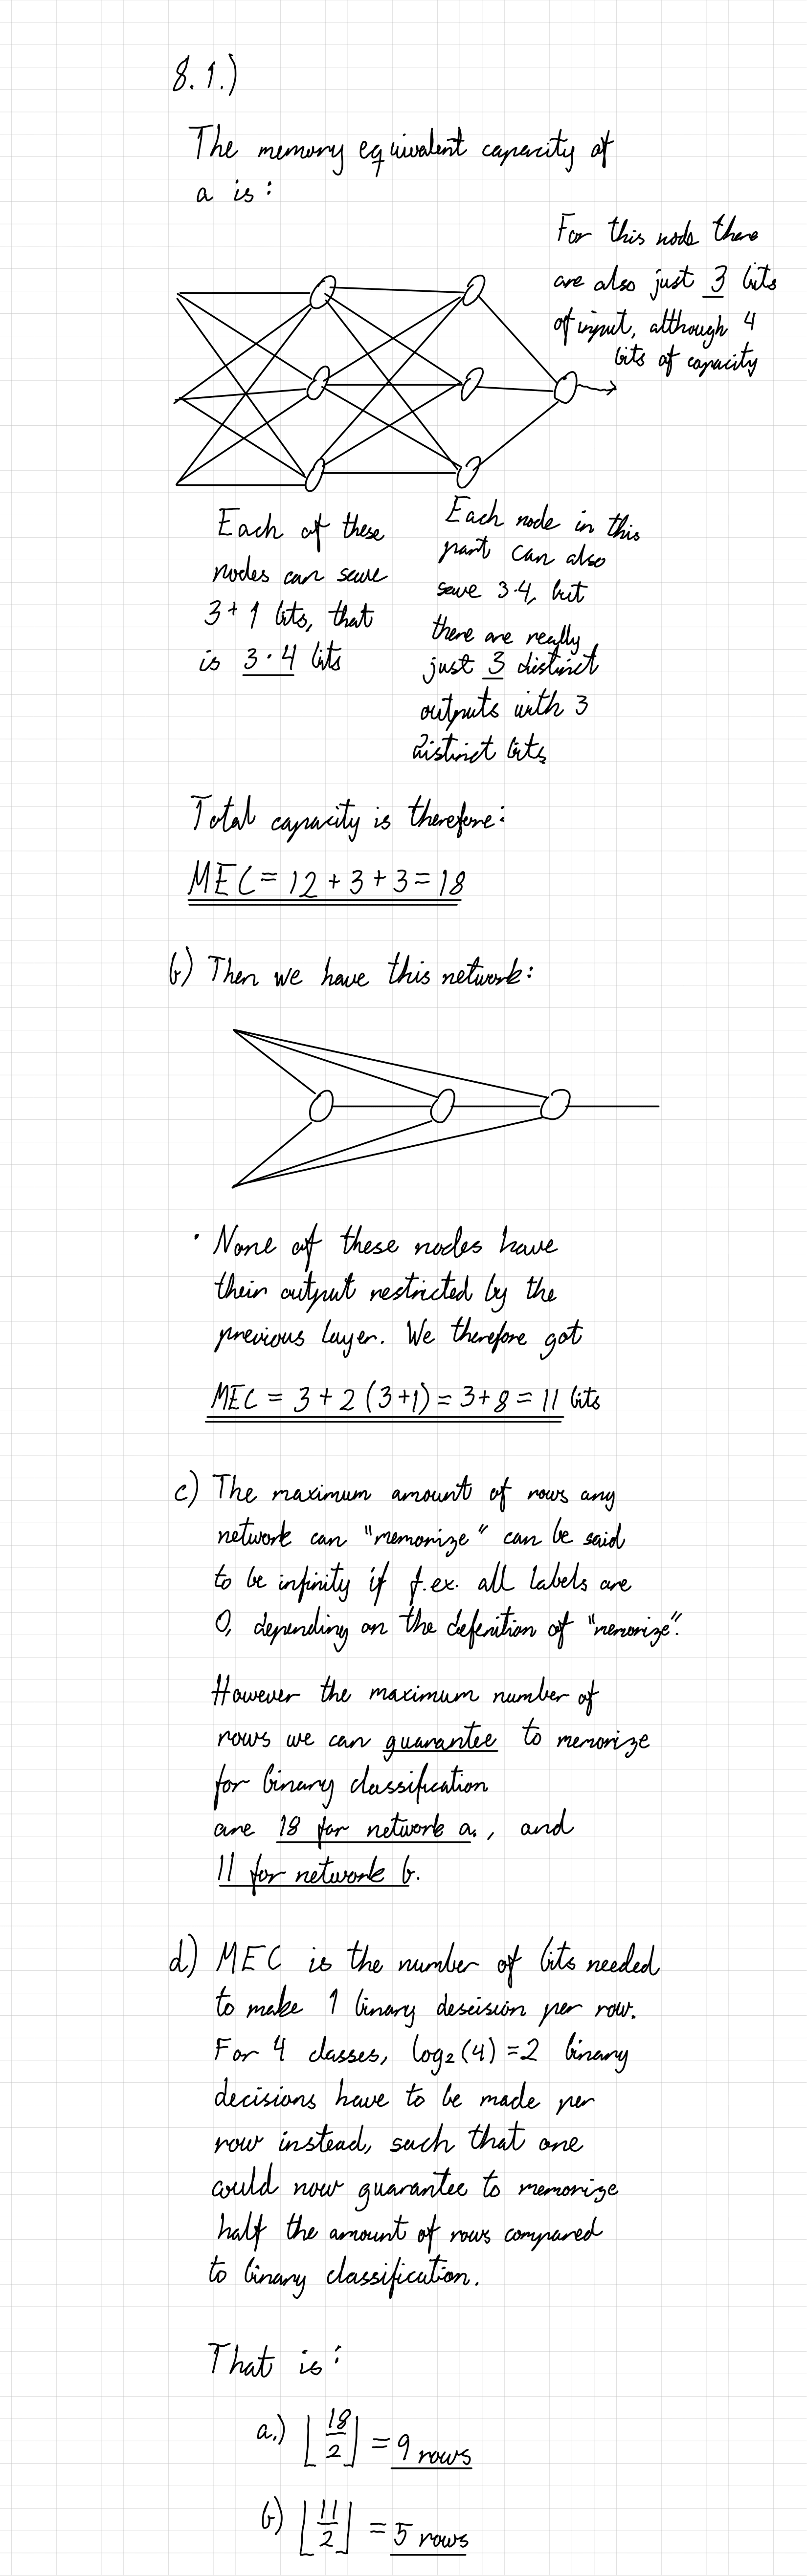 8.1.)
The memory equivalent capacity of
a is:
For this node there
are also just 3 bits
of input, although 4
bits of capacity
Each of these
nodes can save
3+1 bits, that
is 3·4 bits
Each node in this
part can also
save 3·4, but
there are really
just 3 distinct
outputs with 3
distinct bits
Total capacity is therefore:
MEC = 12 + 3 + 3 = 18
b) Then we have this network:
· None of these nodes have
their output restricted by the
previous layer. We therefore got
MEC = 3 + 2 (3+1) = 3 + 8 = 11 bits
c) The maximum amount of rows any
network can "memorize" can be said
to be infinity if f.ex. all labels are
0, depending on the defenition of "memorize".
However the maximum number of
rows we can guarantee to memorize
for binary classification
are 18 for network a., and
11 for network b.
d) MEC is the number of bits needed
to make 1 binary descision per row.
For 4 classes, log₂(4) = 2 binary
decisions have to be made per
row instead, such that one
could now guarantee to memorize
half the amount of rows compared
to binary classification.
That is:
a.) ⌊18/2⌋ = 9 rows
b) ⌊11/2⌋ = 5 rows